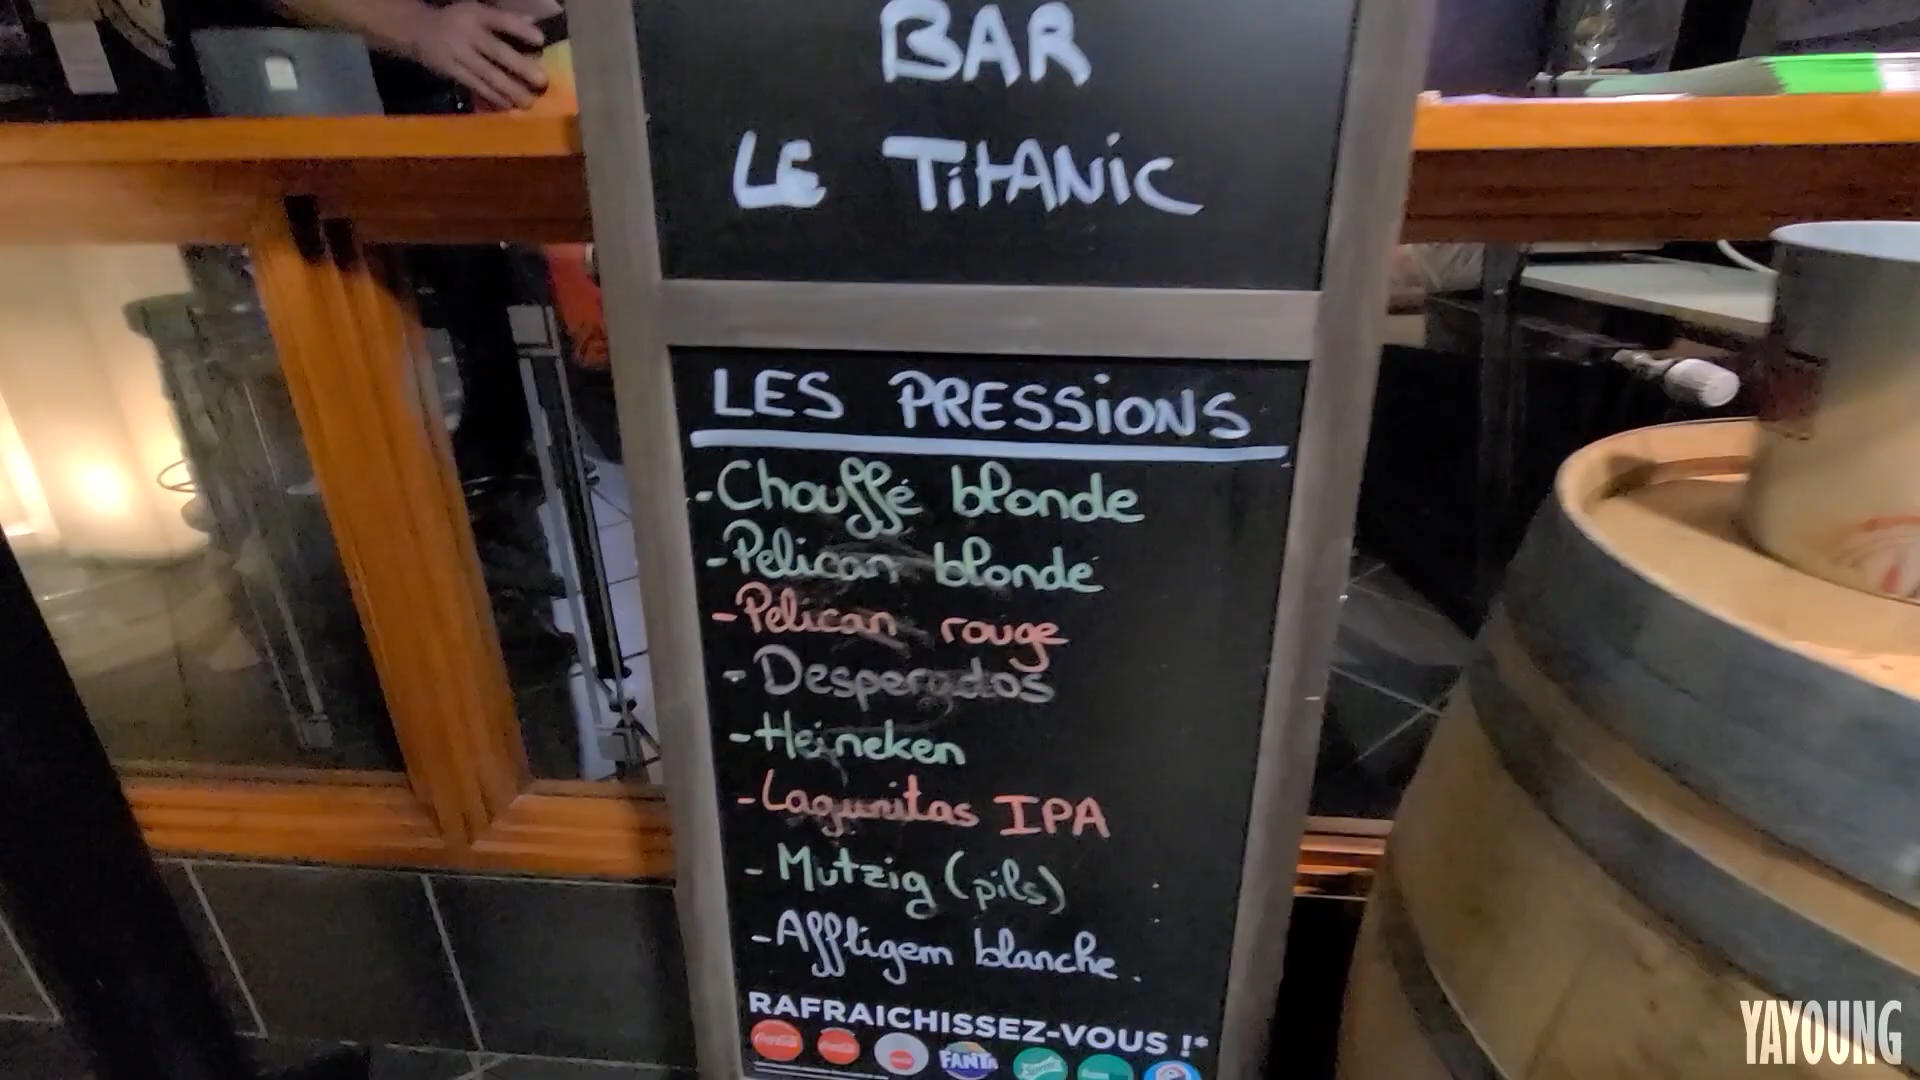 BAR
LE TiTANiC
LES PRESSiONS
-Chouffé blonde
-Pelican blonde
-Pelican rouge
- Desperados
-Heineken
-Lagunitas IPA
- Mutzig (pils)
-Affligem blanche.
RAFRAICHISSEZ-VOUS !*
FANTA
YAYOUNG